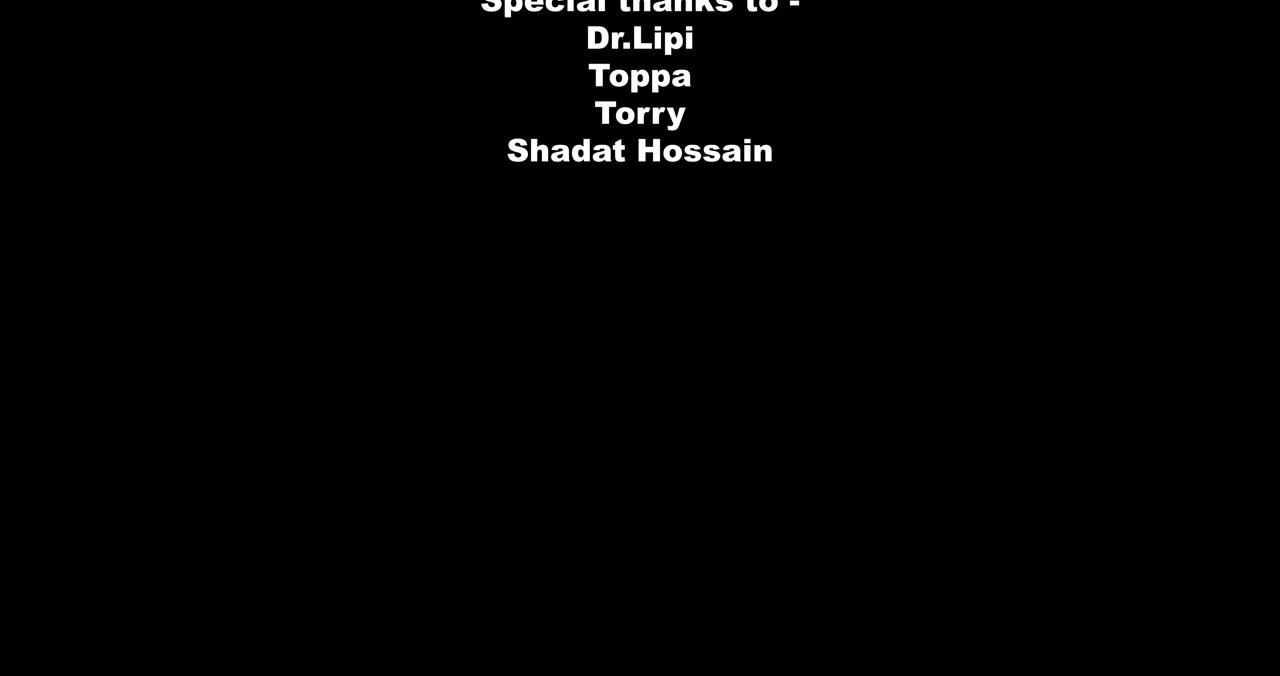 Special thanks to -
Dr.Lipi
Toppa
Torry
Shadat Hossain